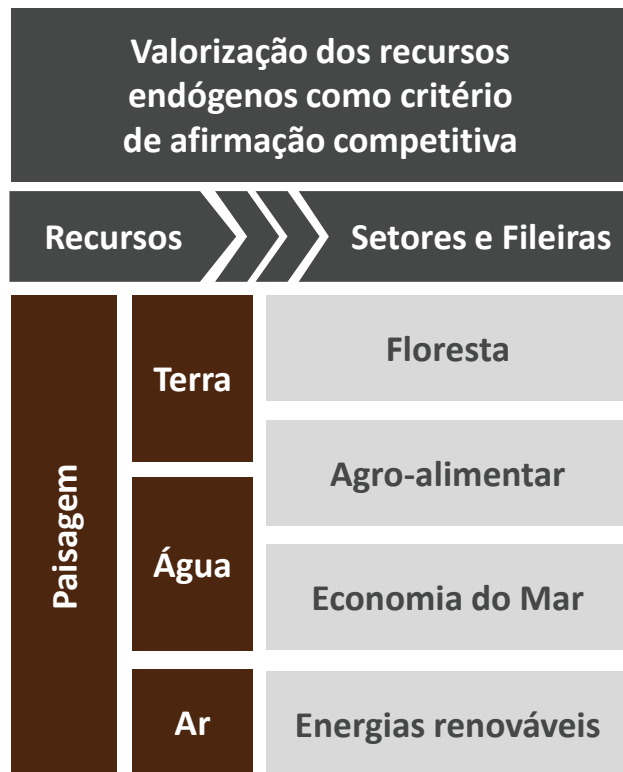 Valorização dos recursos
endógenos como critério
de afirmação competitiva
Recursos
Setores e Fileiras
Paisagem
Terra
Água
Ar
Floresta
Agro-alimentar
Economia do Mar
Energias renováveis